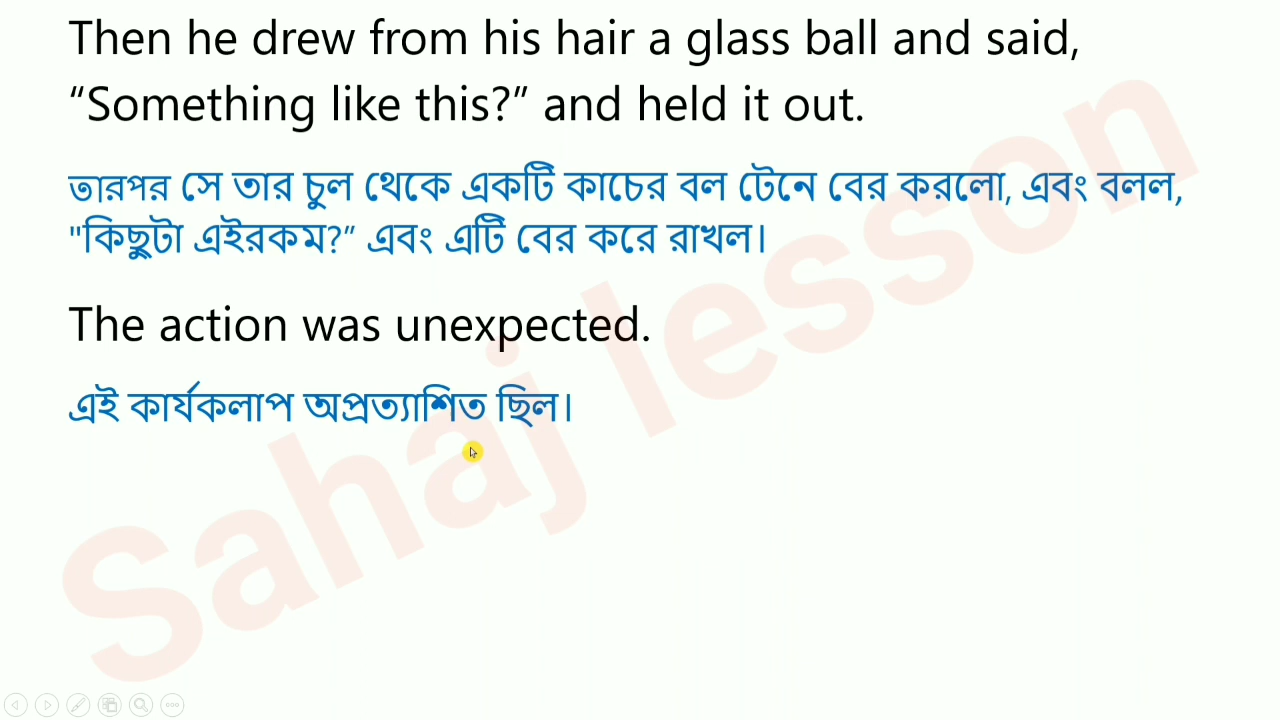 Then he drew from his hair a glass ball and said,
“Something like this?” and held it out.
তারপর সে তার চুল থেকে একটি কাচের বল টেনে বের করলো, এবং বলল,
"কিছুটা এইরকম?” এবং এটি বের করে রাখল।
The action was unexpected.
এই কার্যকলাপ অপ্রত্যাশিত ছিল।
Sahaj lesson